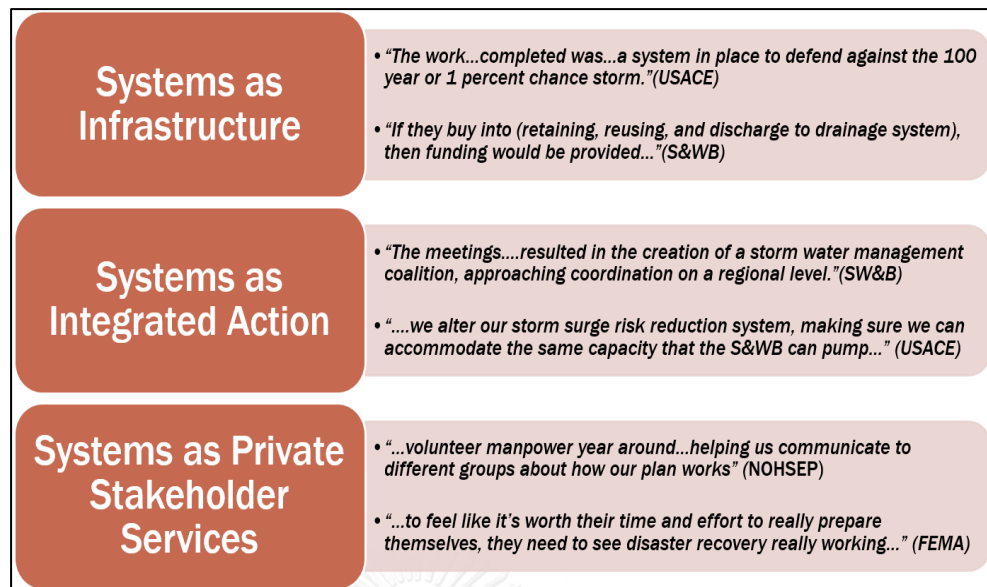 Systems as
Infrastructure
• “The work...completed was...a system in place to defend against the 100
year or 1 percent chance storm.”(USACE)
• “If they buy into (retaining, reusing, and discharge to drainage system),
then funding would be provided...”(S&WB)
Systems as
Integrated Action
• “The meetings....resulted in the creation of a storm water management
coalition, approaching coordination on a regional level.”(SW&B)
• “....we alter our storm surge risk reduction system, making sure we can
accommodate the same capacity that the S&WB can pump...” (USACE)
Systems as Private
Stakeholder
Services
• “...volunteer manpower year around...helping us communicate to
different groups about how our plan works” (NOHSEP)
• “...to feel like it’s worth their time and effort to really prepare
themselves, they need to see disaster recovery really working...” (FEMA)